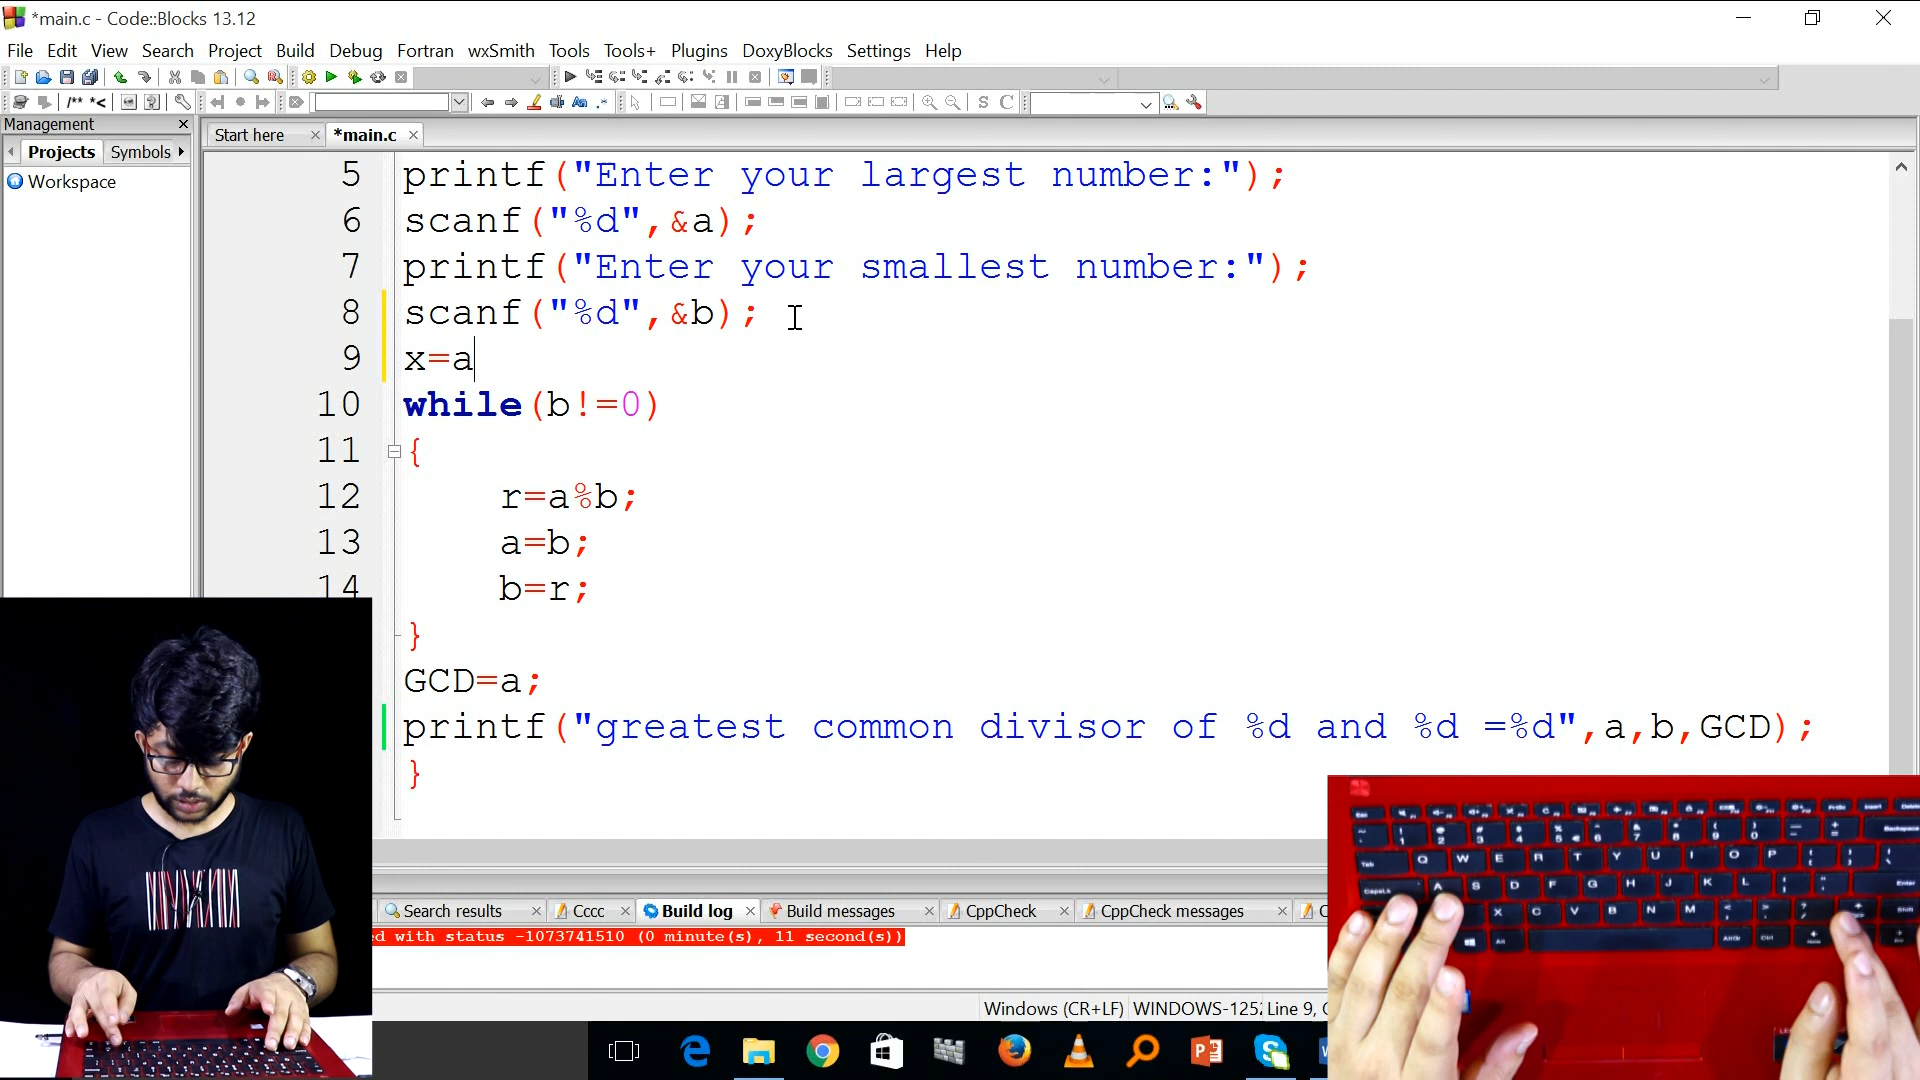 *main.c - Code::Blocks 13.12
File Edit View Search Project Build Debug Fortran wxSmith Tools Tools+ Plugins DoxyBlocks Settings Help
/** *<
S C
Management
Start here *main.c
Projects Symbols
Workspace
5 printf("Enter your largest number:");
6 scanf("%d",&a);
7 printf("Enter your smallest number:");
8 scanf("%d",&b);
9 x=a
10 while(b!=0)
11 {
12 r=a%b;
13 a=b;
14 b=r;
}
GCD=a;
printf("greatest common divisor of %d and %d =%d",a,b,GCD);
}
Search results Cccc Build log Build messages CppCheck CppCheck messages
d with status -1073741510 (0 minute(s), 11 second(s))
Windows (CR+LF) WINDOWS-1252 Line 9,
Q W E R T Y U I O P
A S D F G H J K L
X C V B N M